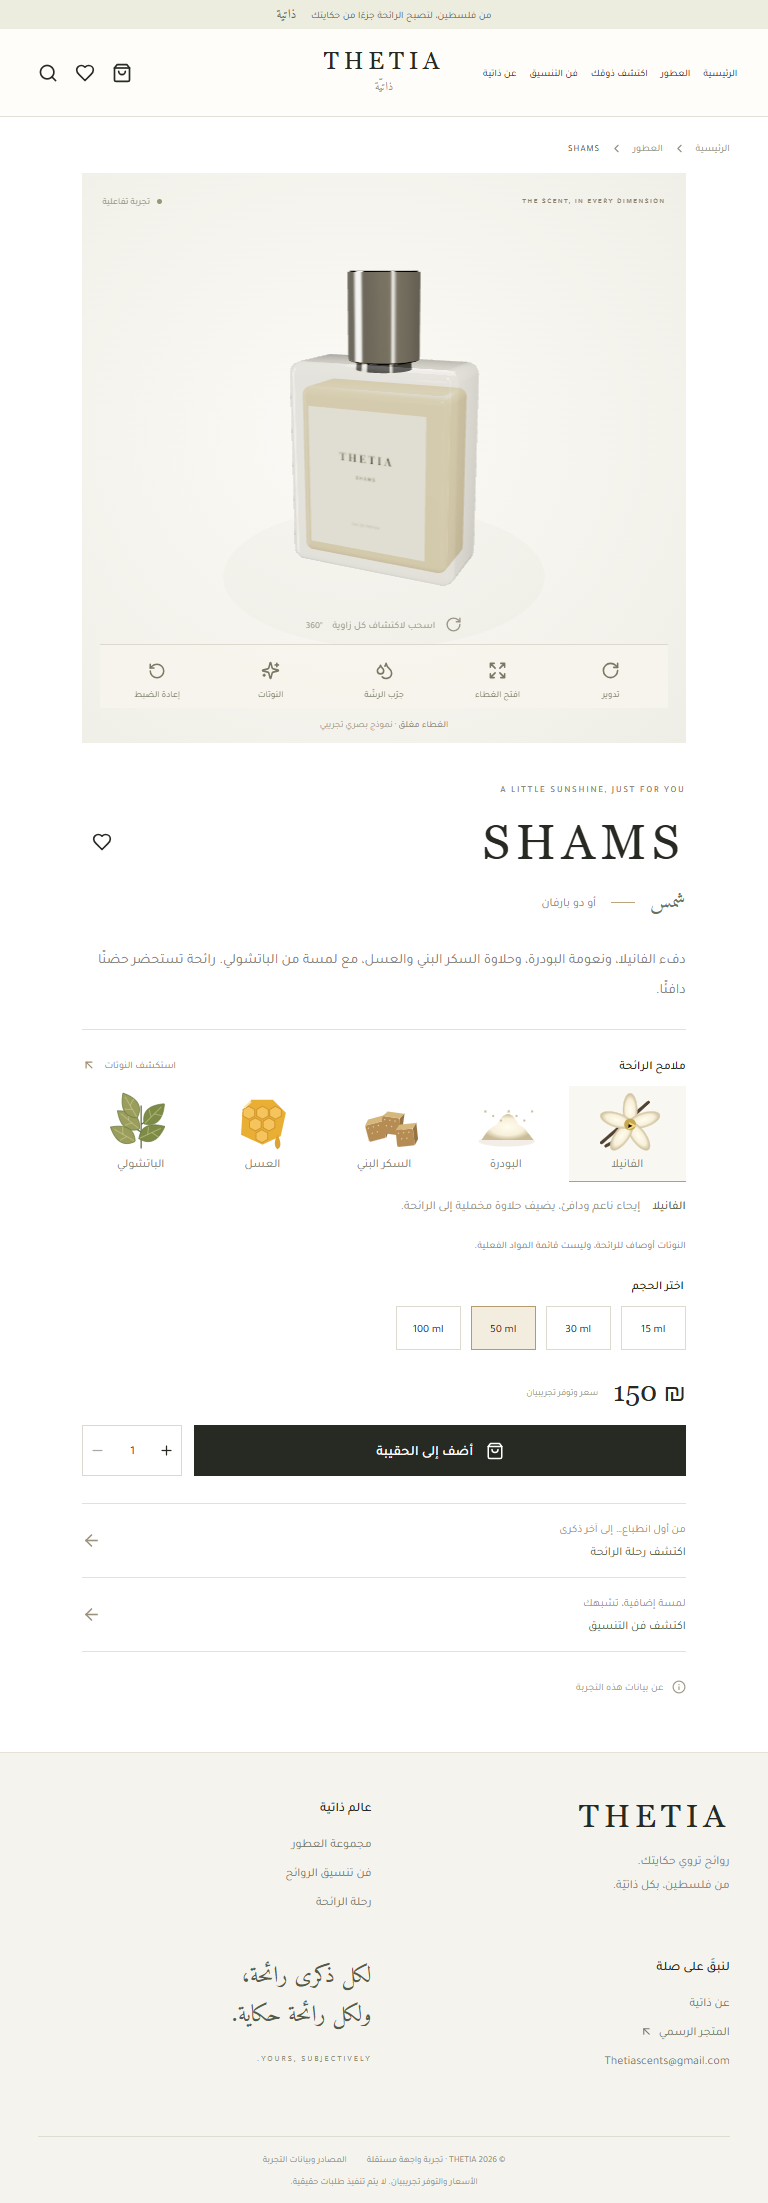 من فلسطين، لتصبح الرائحة جزءًا من حكايتك ذاتيّة
THETIA
ذاتيّة
الرئيسية العطور اكتشف ذوقك فن التنسيق عن ذاتية
الرئيسية العطور SHAMS
THE SCENT, IN EVERY DIMENSION
تجربة تفاعلية
THETIA
SHAMS
اسحب لاكتشاف كل زاوية 360°
تدوير افتح الغطاء جرّب الرشّة النوتات إعادة الضبط
الغطاء مغلق · نموذج بصري تجريبي
A LITTLE SUNSHINE, JUST FOR YOU
SHAMS
شمس — أو دو بارفان
دفء الفانيلا، ونعومة البودرة، وحلاوة السكر البني والعسل، مع لمسة من الباتشولي. رائحة تستحضر حضنًا
دافئًا.
ملامح الرائحة
استكشف النوتات
الفانيلا البودرة السكر البني العسل الباتشولي
الفانيلا إيحاء ناعم ودافئ، يضيف حلاوة مخملية إلى الرائحة.
النوتات أوصاف للرائحة، وليست قائمة المواد الفعلية.
اختر الحجم
15 ml 30 ml 50 ml 100 ml
₪ 150 سعر وتوفر تجريبيان
أضف إلى الحقيبة
+ 1 −
من أول انطباع… إلى آخر ذكرى
اكتشف رحلة الرائحة
لمسة إضافية، تشبهك
اكتشف فن التنسيق
عن بيانات هذه التجربة
THETIA
روائح تروي حكايتك.
من فلسطين، بكل ذاتيّة.
عالم ذاتية
مجموعة العطور
فن تنسيق الروائح
رحلة الرائحة
لنبقَ على صلة
عن ذاتية
المتجر الرسمي
Thetiascents@gmail.com
لكل ذكرى رائحة،
ولكل رائحة حكاية.
YOURS, SUBJECTIVELY.
© 2026 THETIA · تجربة واجهة مستقلة المصادر وبيانات التجربة
الأسعار والتوفر تجريبيان. لا يتم تنفيذ طلبات حقيقية.